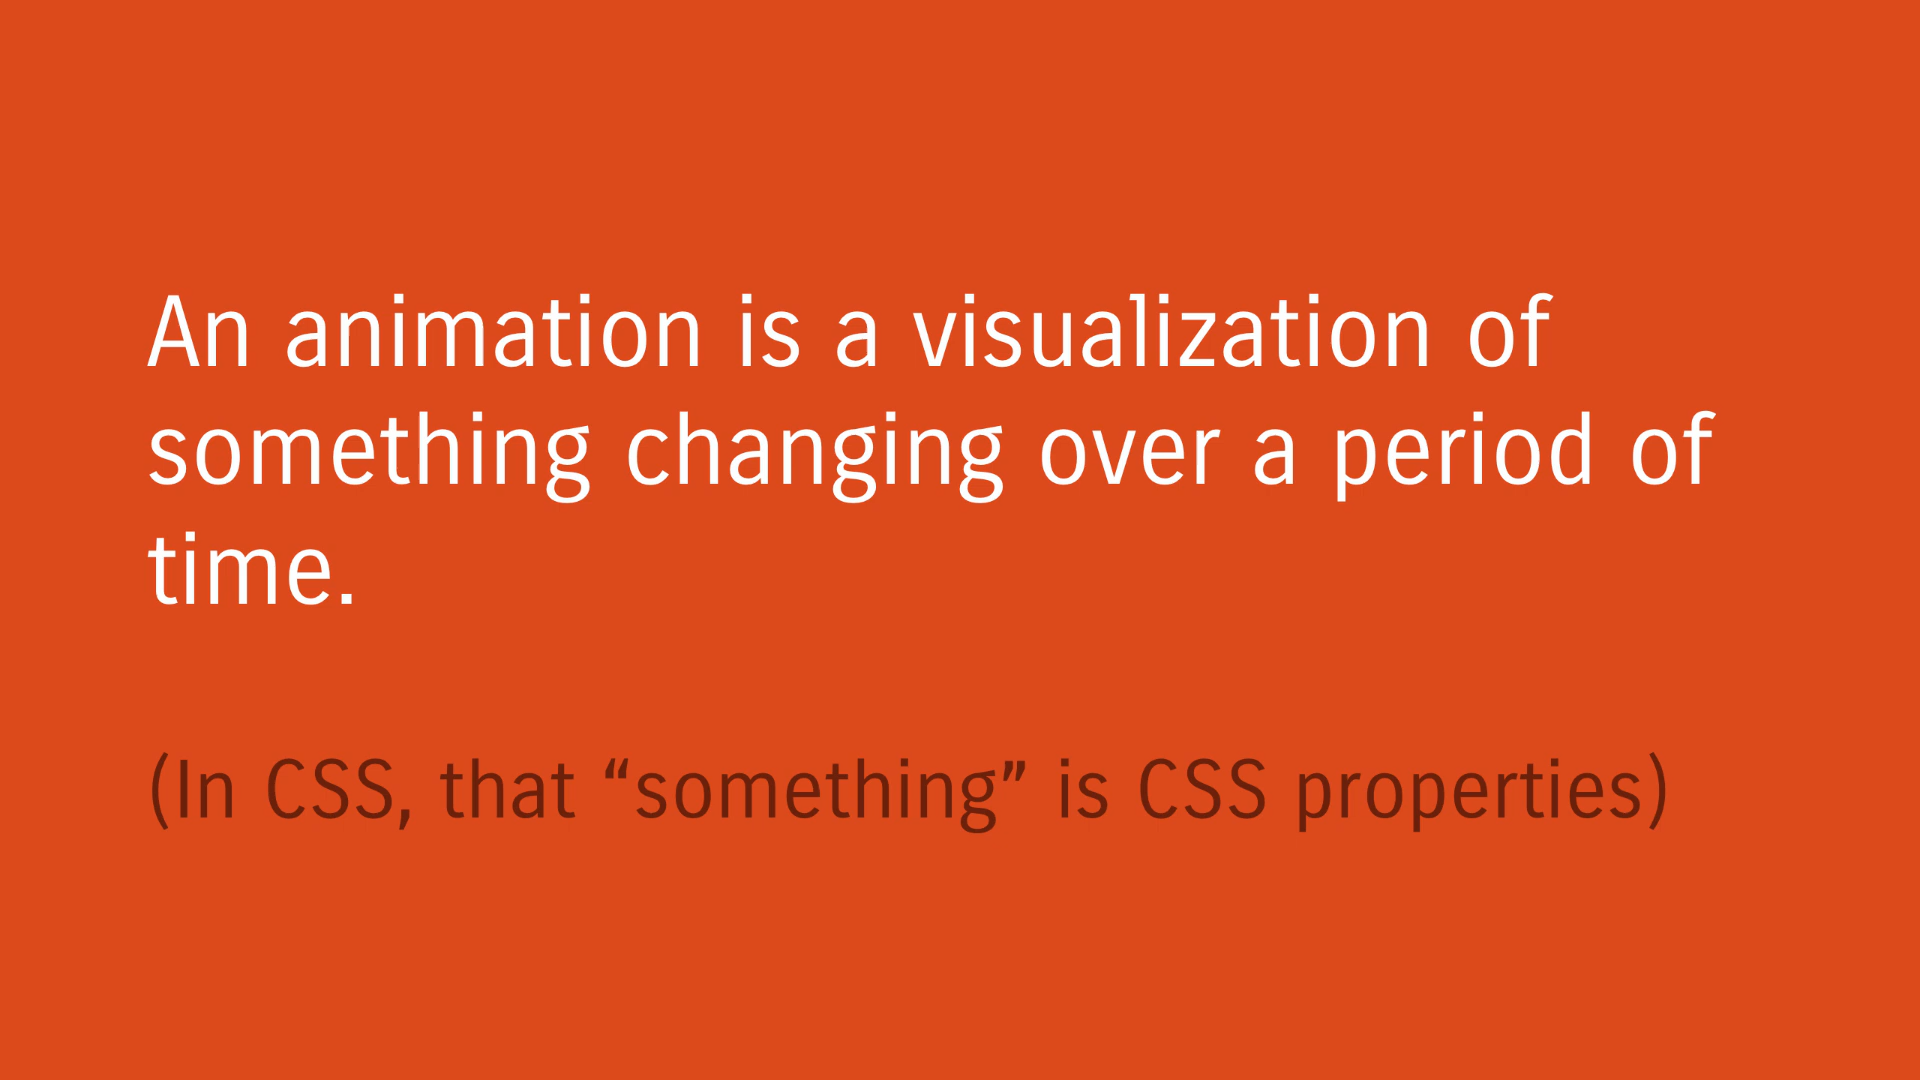 An animation is a visualization of
something changing over a period of
time.
(In CSS, that “something” is CSS properties)